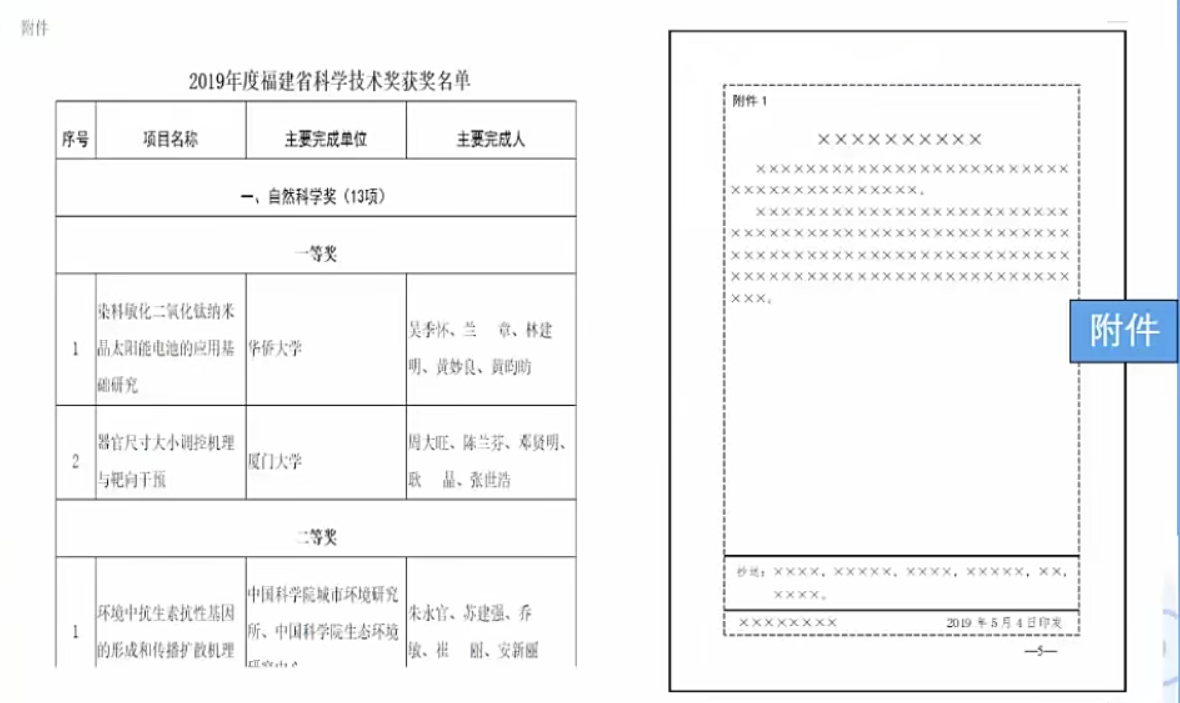 附件
2019年度福建省科学技术奖获奖名单
序号 项目名称 主要完成单位 主要完成人
一、自然科学奖（13项）
一等奖
1
染料敏化二氧化钛纳米
晶太阳能电池的应用基
础研究
华侨大学
吴季怀、兰 章、林建
明、黄妙良、黄昀昉
2
器官尺寸大小调控机理
与靶向干预
厦门大学
周大旺、陈兰芬、邓贤明、
耿 晶、张世浩
二等奖
1
环境中抗生素抗性基因
的形成和传播扩散机理
中国科学院城市环境研究
所、中国科学院生态环境
研究中心
朱永官、苏建强、乔
敏、崔 丽、安新丽
附件 1
××××××××××
×××××××××××××××××××××××××
×××××××××××××××。
×××××××××××××××××××××××××
×××××××××××××××××××××××××××
×××××××××××××××××××××××××××
×××××××××××××××××××××××××××
×××。
抄送：××××，×××××，××××，×××××，××，
××××。
×××××××× 2019 年 5 月 4 日印发
—5—
附件